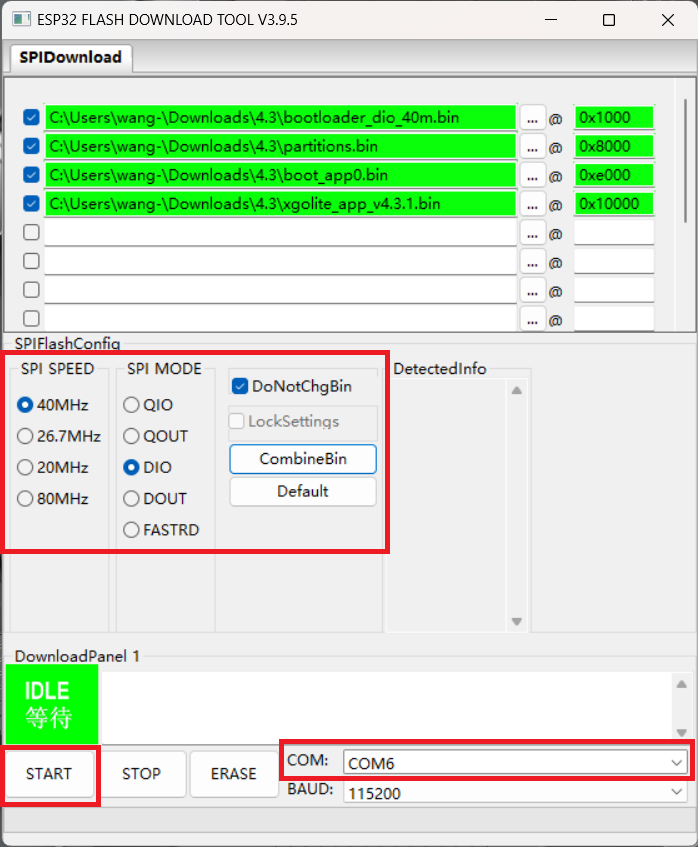 ESP32 FLASH DOWNLOAD TOOL V3.9.5
SPIDownload
C:\Users\wang-\Downloads\4.3\bootloader_dio_40m.bin ... @ 0x1000
C:\Users\wang-\Downloads\4.3\partitions.bin ... @ 0x8000
C:\Users\wang-\Downloads\4.3\boot_app0.bin ... @ 0xe000
C:\Users\wang-\Downloads\4.3\xgolite_app_v4.3.1.bin ... @ 0x10000
... @
... @
... @
... @
SPIFlashConfig
SPI SPEED
40MHz
26.7MHz
20MHz
80MHz
SPI MODE
QIO
QOUT
DIO
DOUT
FASTRD
DoNotChgBin
LockSettings
CombineBin
Default
DetectedInfo
DownloadPanel 1
IDLE
等待
START
STOP
ERASE
COM: COM6
BAUD: 115200